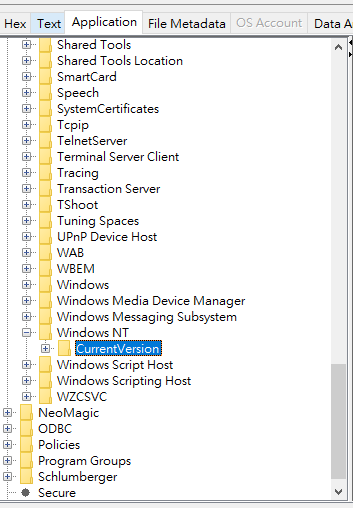 Hex Text Application File Metadata OS Account Data A
Shared Tools
Shared Tools Location
SmartCard
Speech
SystemCertificates
Tcpip
TelnetServer
Terminal Server Client
Tracing
Transaction Server
TShoot
Tuning Spaces
UPnP Device Host
WAB
WBEM
Windows
Windows Media Device Manager
Windows Messaging Subsystem
Windows NT
CurrentVersion
Windows Script Host
Windows Scripting Host
WZCSVC
NeoMagic
ODBC
Policies
Program Groups
Schlumberger
Secure